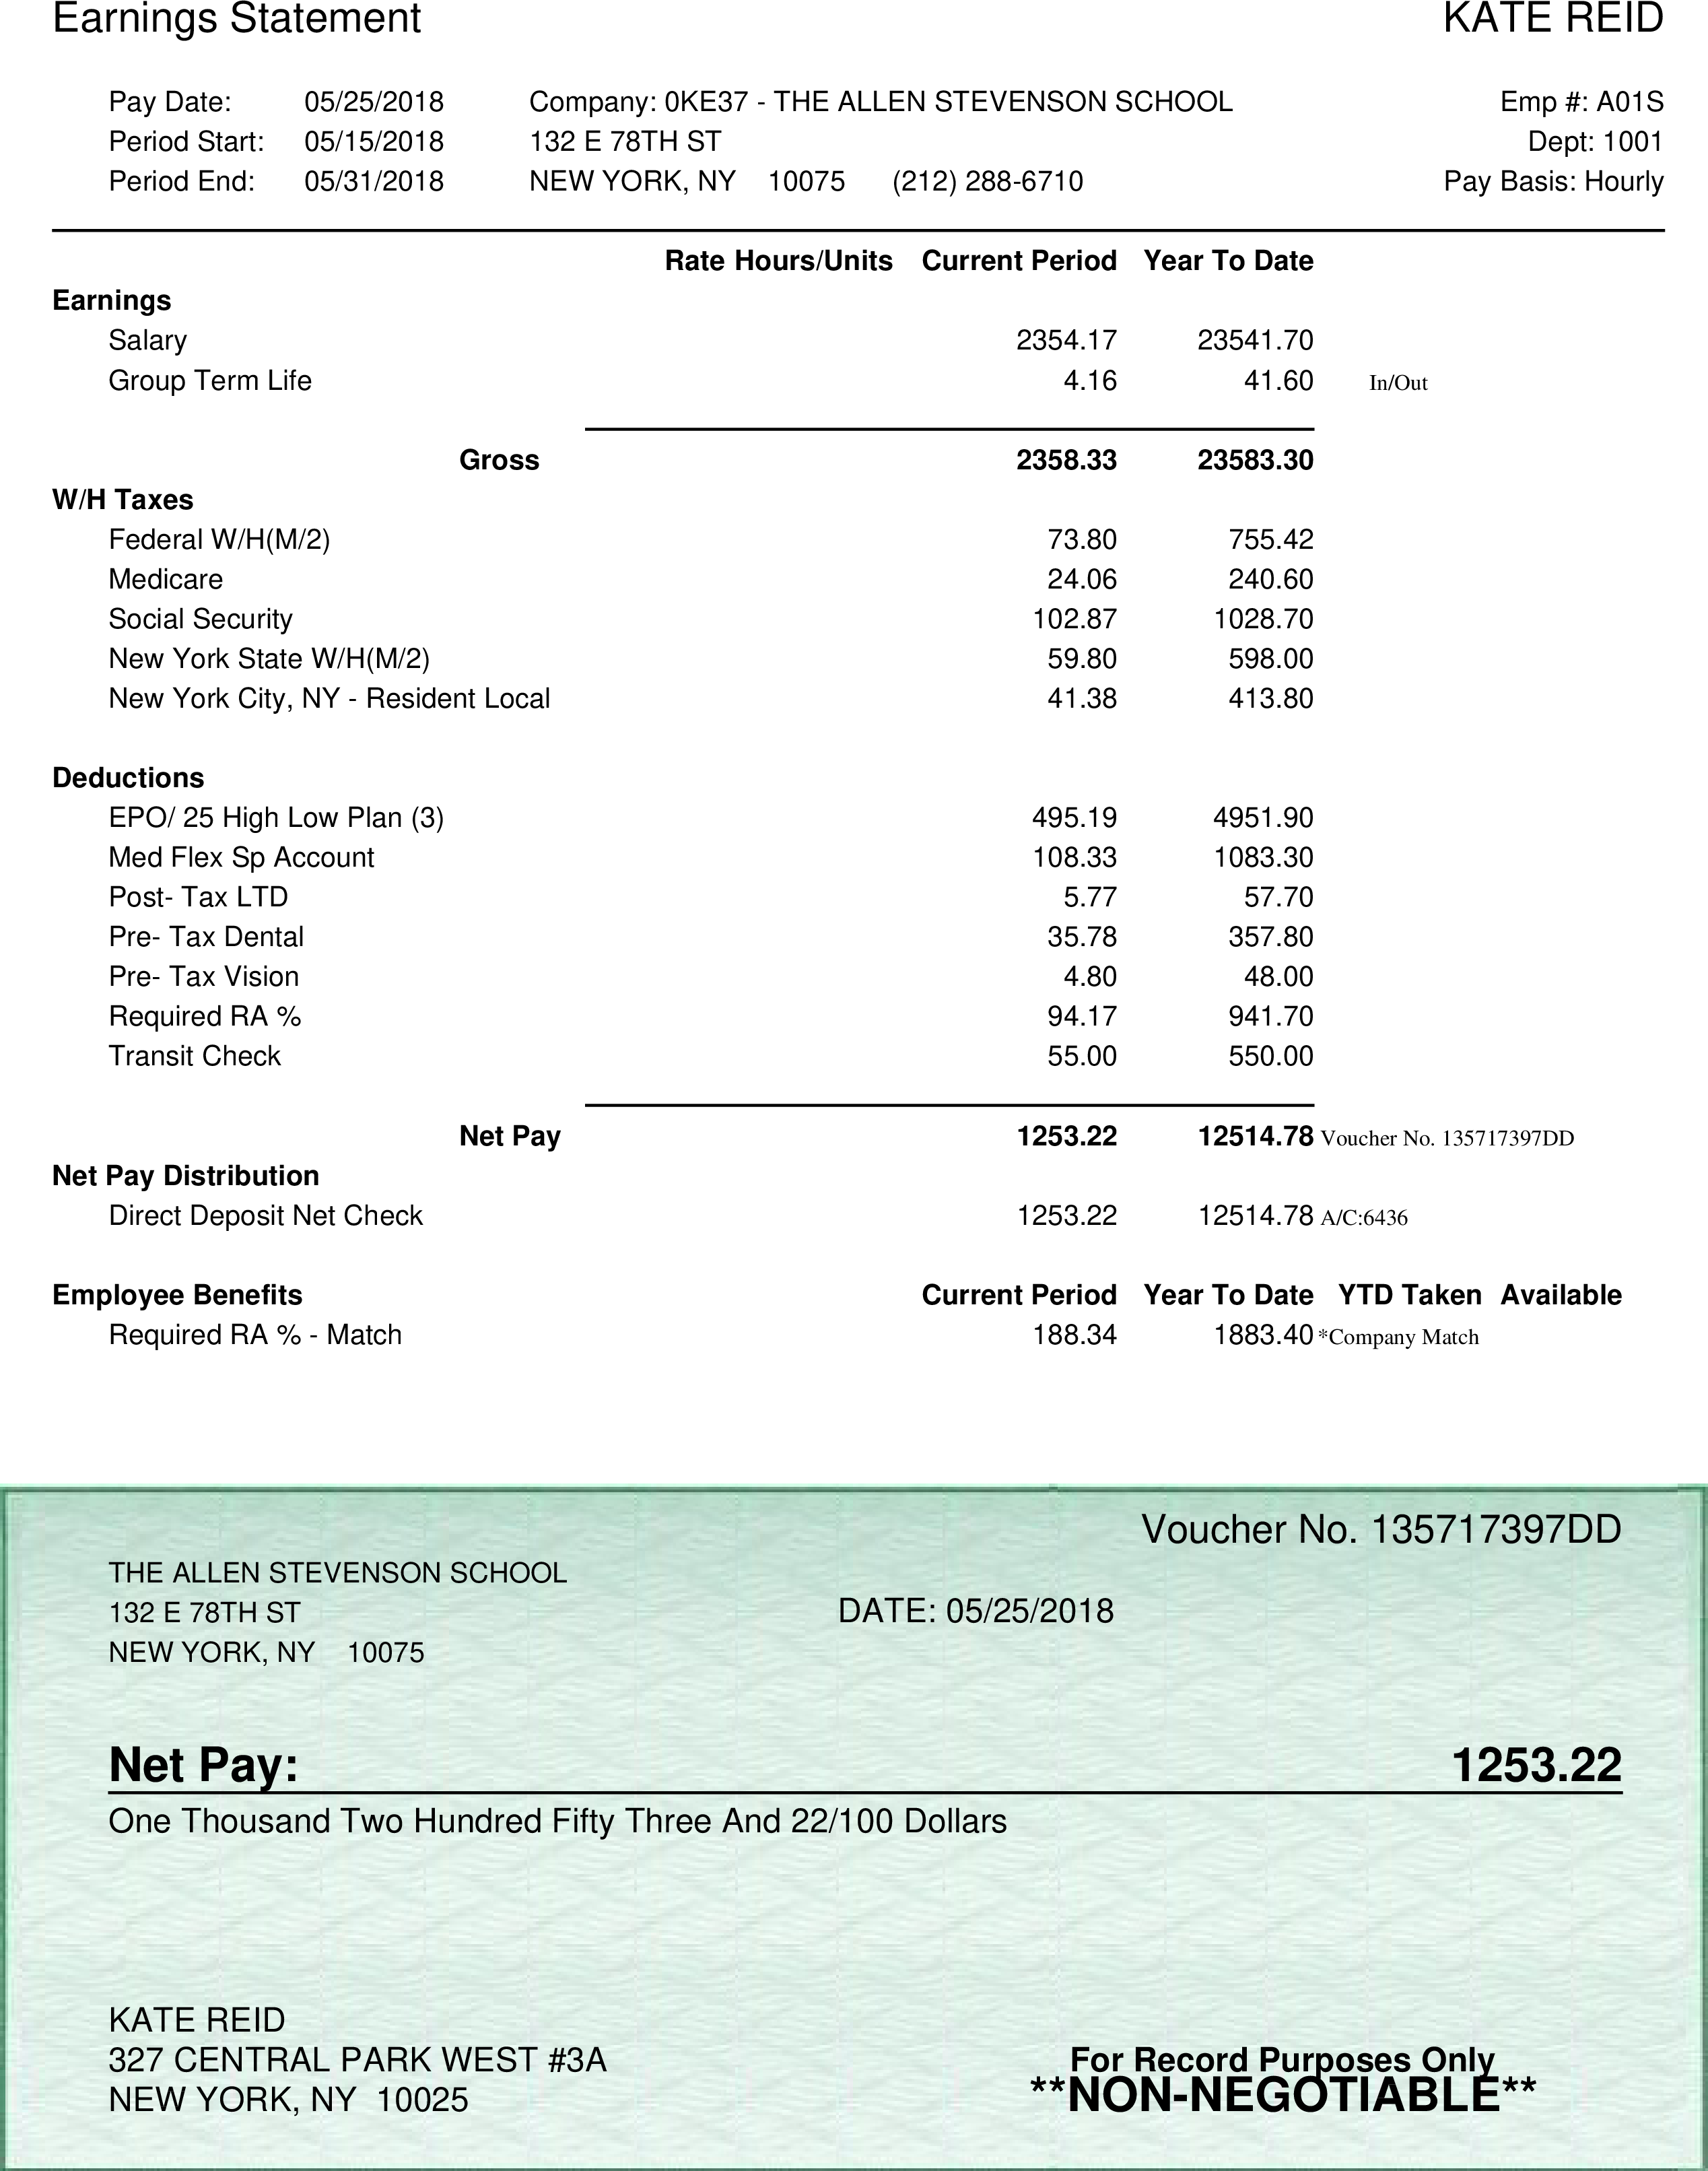 Earnings Statement KATE REID
Pay Date: 05/25/2018 Company: 0KE37 - THE ALLEN STEVENSON SCHOOL Emp #: A01S
Period Start: 05/15/2018 132 E 78TH ST Dept: 1001
Period End: 05/31/2018 NEW YORK, NY 10075 (212) 288-6710 Pay Basis: Hourly
Rate Hours/Units Current Period Year To Date
Earnings
Salary 2354.17 23541.70
Group Term Life 4.16 41.60 In/Out
Gross 2358.33 23583.30
W/H Taxes
Federal W/H(M/2) 73.80 755.42
Medicare 24.06 240.60
Social Security 102.87 1028.70
New York State W/H(M/2) 59.80 598.00
New York City, NY - Resident Local 41.38 413.80
Deductions
EPO/ 25 High Low Plan (3) 495.19 4951.90
Med Flex Sp Account 108.33 1083.30
Post- Tax LTD 5.77 57.70
Pre- Tax Dental 35.78 357.80
Pre- Tax Vision 4.80 48.00
Required RA % 94.17 941.70
Transit Check 55.00 550.00
Net Pay 1253.22 12514.78 Voucher No. 135717397DD
Net Pay Distribution
Direct Deposit Net Check 1253.22 12514.78 A/C:6436
Employee Benefits Current Period Year To Date YTD Taken Available
Required RA % - Match 188.34 1883.40 *Company Match
Voucher No. 135717397DD
THE ALLEN STEVENSON SCHOOL
132 E 78TH ST DATE: 05/25/2018
NEW YORK, NY 10075
Net Pay: 1253.22
One Thousand Two Hundred Fifty Three And 22/100 Dollars
KATE REID
327 CENTRAL PARK WEST #3A For Record Purposes Only
NEW YORK, NY 10025 **NON-NEGOTIABLE**